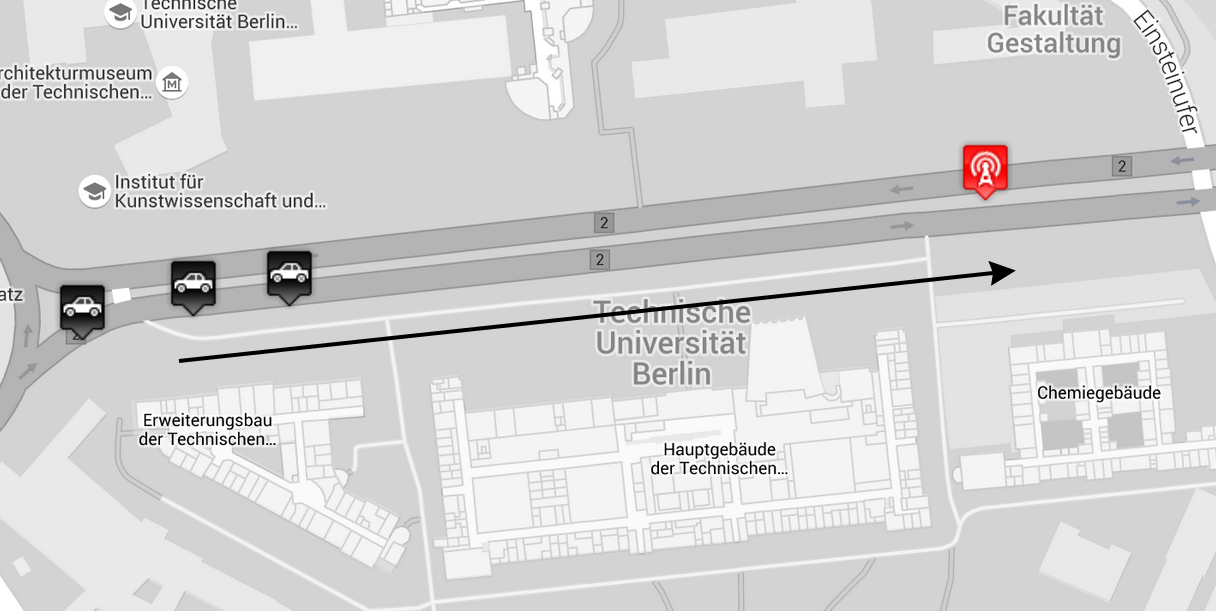 Technische
Universität Berlin...
Fakultät
Gestaltung
Einsteinufer
rchitekturmuseum
der Technischen...
M
2
Institut für
Kunstwissenschaft und...
2
2
atz
2
Technische
Universität
Berlin
Chemiegebäude
Erweiterungsbau
der Technischen...
Hauptgebäude
der Technischen...